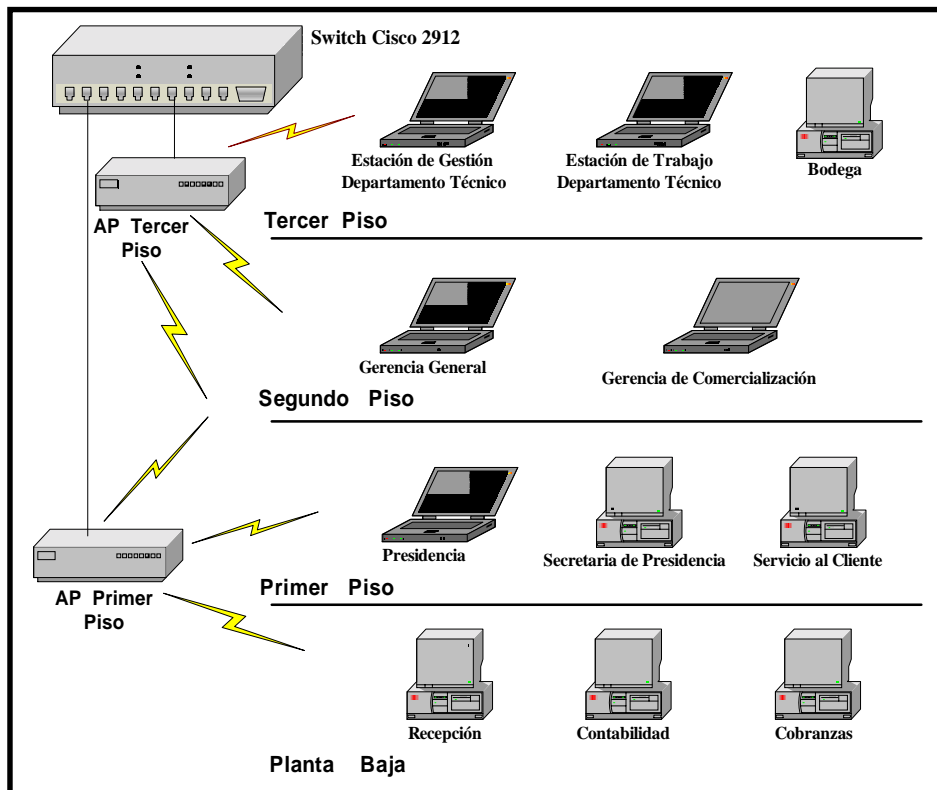 Switch Cisco 2912
Estación de Gestión
Departamento Técnico
Estación de Trabajo
Departamento Técnico
Bodega
AP Tercer
Piso
Tercer Piso
Gerencia General
Gerencia de Comercialización
Segundo Piso
Presidencia
Secretaria de Presidencia
Servicio al Cliente
AP Primer
Piso
Primer Piso
Recepción
Contabilidad
Cobranzas
Planta Baja